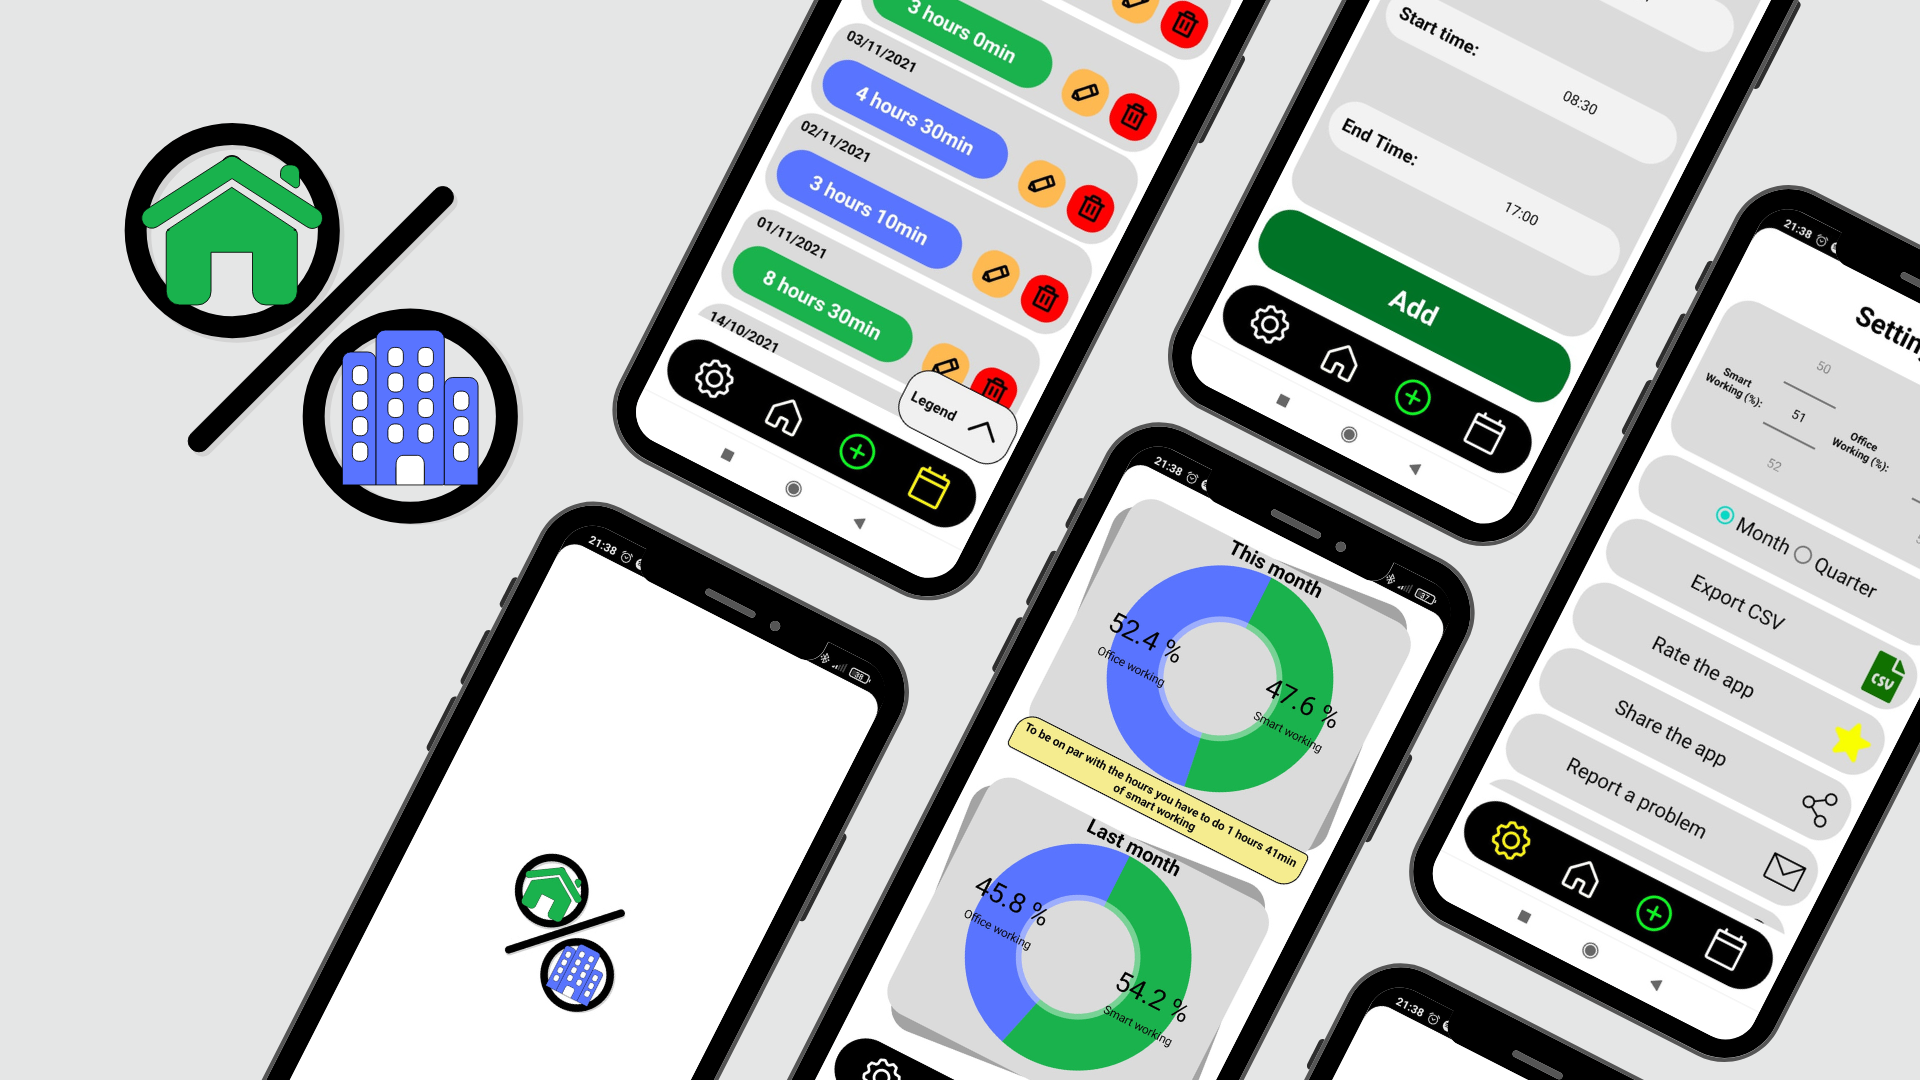 3 hours 0min
03/11/2021
4 hours 30min
02/11/2021
3 hours 10min
01/11/2021
8 hours 30min
14/10/2021
Legend
Start time:
08:30
End Time:
17:00
Add
21:38
38
21:38
37
This month
52.4 %
Office working
47.6 %
Smart working
To be on par with the hours you have to do 1 hours 41min
of smart working
Last month
45.8 %
Office working
54.2 %
Smart working
21:38
Settin
Smart
Working (%):
50
51
52
Office
Working (%):
Month
Quarter
Export CSV
CSV
Rate the app
Share the app
Report a problem
21:38